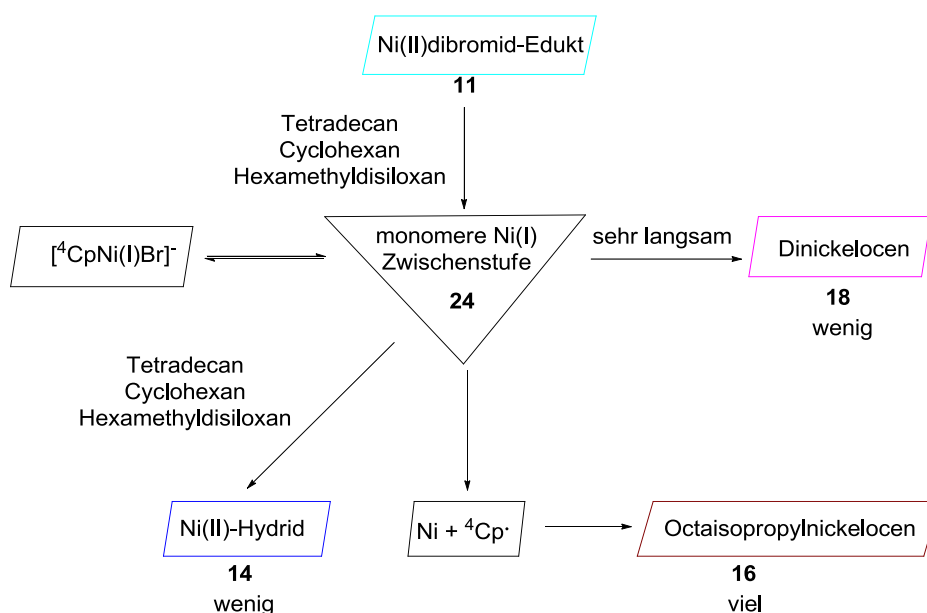 Ni(II)dibromid-Edukt
11
Tetradecan
Cyclohexan
Hexamethyldisiloxan
[⁴CpNi(I)Br]⁻
monomere Ni(I)
Zwischenstufe
24
sehr langsam
Dinickelocen
18
wenig
Tetradecan
Cyclohexan
Hexamethyldisiloxan
Ni(II)-Hydrid
14
wenig
Ni + ⁴Cp·
Octaisopropylnickelocen
16
viel